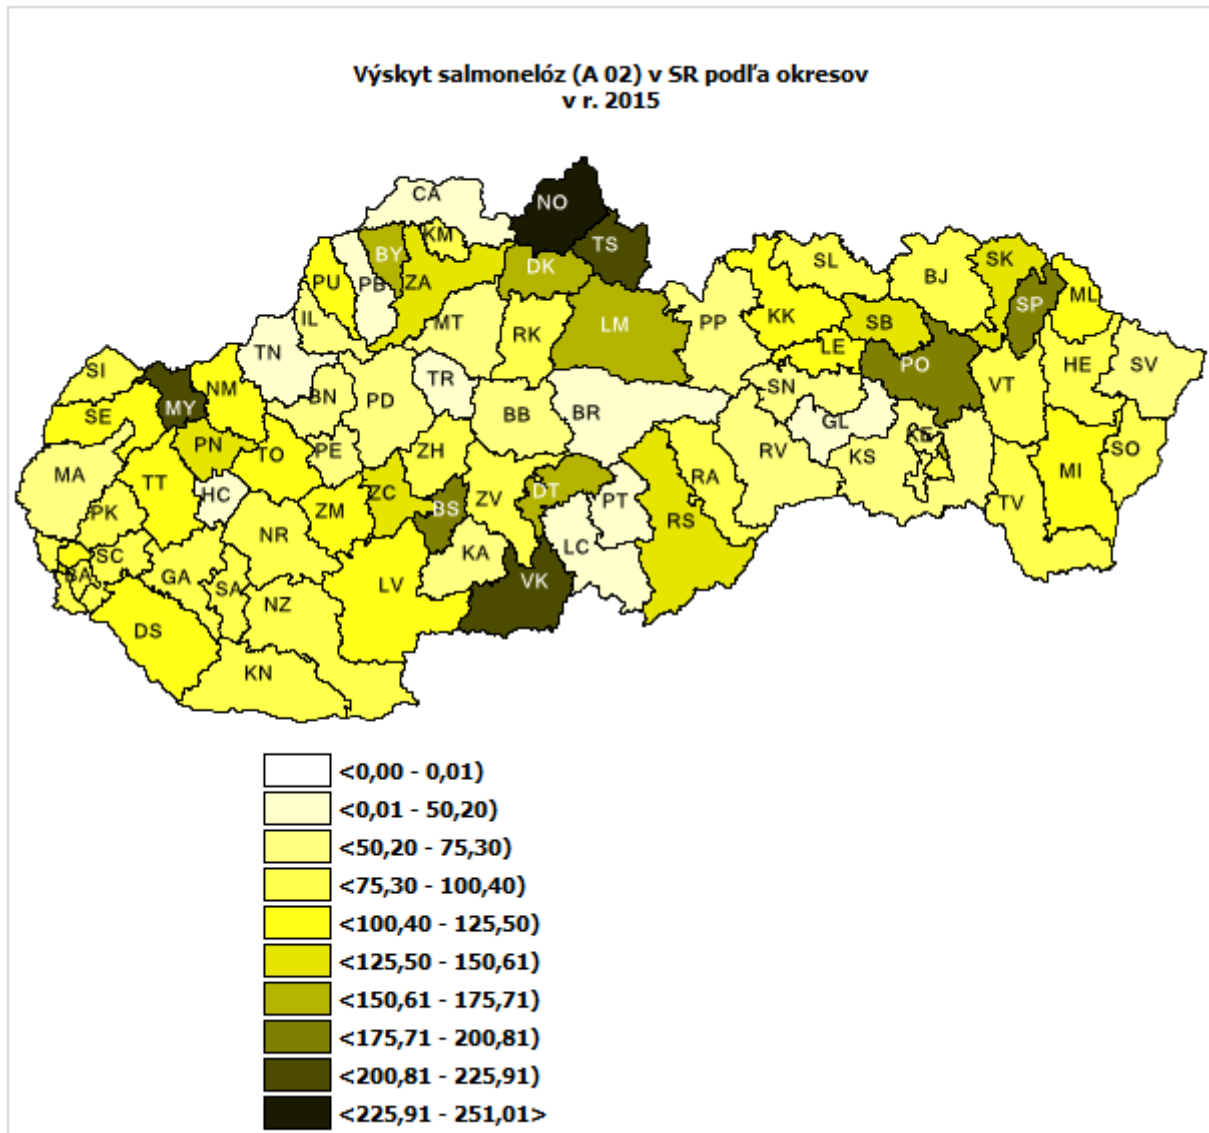 Výskyt salmonelóz (A 02) v SR podľa okresov
v r. 2015
CA
NO
KM
TS
BY
DK
SL
BJ
SK
PU
PB
ZA
SP
ML
IL
MT
RK
LM
PP
KK
SB
TN
LE
PO
HE
SV
SI
NM
MY
BN
PD
TR
BB
BR
SN
VT
SE
PN
TO
PE
ZH
GL
KE
MA
TT
HC
ZC
DT
PT
RA
RV
KS
MI
SO
PK
ZM
BS
ZV
RS
TV
NR
SC
BA
GA
SA
KA
LC
NZ
LV
VK
DS
KN
<0,00 - 0,01)
<0,01 - 50,20)
<50,20 - 75,30)
<75,30 - 100,40)
<100,40 - 125,50)
<125,50 - 150,61)
<150,61 - 175,71)
<175,71 - 200,81)
<200,81 - 225,91)
<225,91 - 251,01>